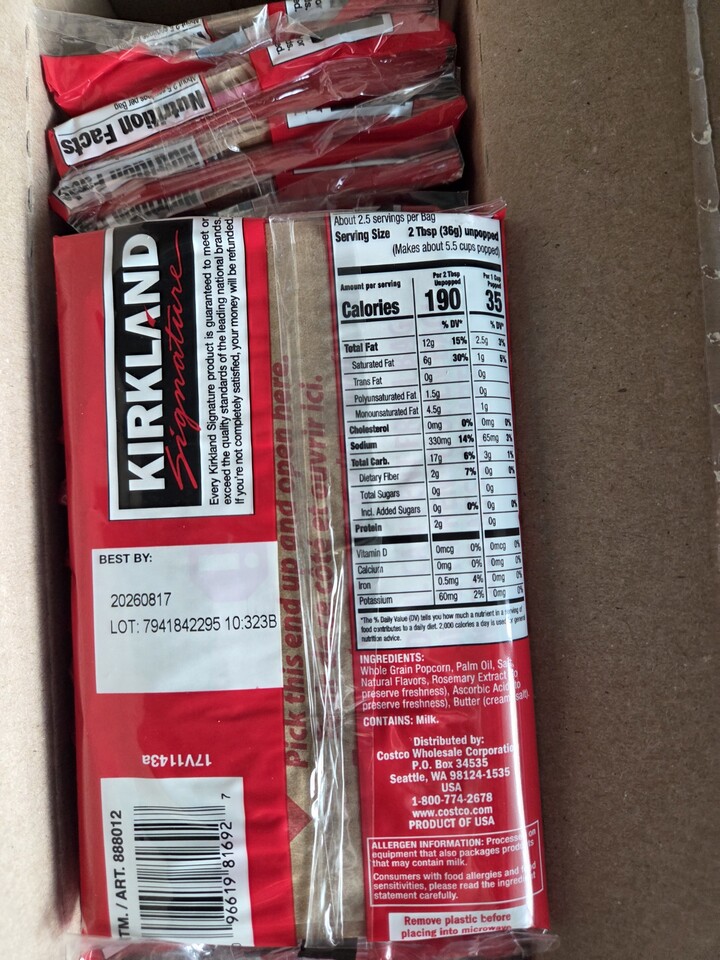 Nutrition Facts
KIRKLAND
Signature
Every Kirkland Signature product is guaranteed to meet or
exceed the quality standards of the leading national brands.
If you're not completely satisfied, your money will be refunded.
BEST BY:
20260817
LOT: 7941842295 10:323B
17V1143a
TM. / ART. 888012
96619 81692 7
Pick this end up and open here.
côté et ouvrir ici.
About 2.5 servings per Bag
Serving Size 2 Tbsp (36g) unpopped
(Makes about 5.5 cups popped)
Amount per serving Per 2 Tbsp Unpopped Per 1 Cup Popped
Calories 190 35
% DV* % DV*
Total Fat 12g 15% 2.5g 3%
Saturated Fat 6g 30% 1g 5%
Trans Fat 0g 0g
Polyunsaturated Fat 1.5g 0g
Monounsaturated Fat 4.5g 1g
Cholesterol 0mg 0% 0mg 0%
Sodium 330mg 14% 65mg 3%
Total Carb. 17g 6% 3g 1%
Dietary Fiber 2g 7% 0g 0%
Total Sugars 0g 0g
Incl. Added Sugars 0g 0% 0g 0%
Protein 2g 0g
Vitamin D 0mcg 0% 0mcg 0%
Calcium 0mg 0% 0mg 0%
Iron 0.5mg 4% 0mg 0%
Potassium 60mg 2% 0mg 0%
*The % Daily Value (DV) tells you how much a nutrient in a serving of
food contributes to a daily diet. 2,000 calories a day is used for general
nutrition advice.
INGREDIENTS:
Whole Grain Popcorn, Palm Oil, Salt,
Natural Flavors, Rosemary Extract (to
preserve freshness), Ascorbic Acid (to
preserve freshness), Butter (cream, salt).
CONTAINS: Milk.
Distributed by:
Costco Wholesale Corporation
P.O. Box 34535
Seattle, WA 98124-1535
USA
1-800-774-2678
www.costco.com
PRODUCT OF USA
ALLERGEN INFORMATION: Processed on
equipment that also packages products
that may contain milk.
Consumers with food allergies and food
sensitivities, please read the ingredient
statement carefully.
Remove plastic before
placing into microwave